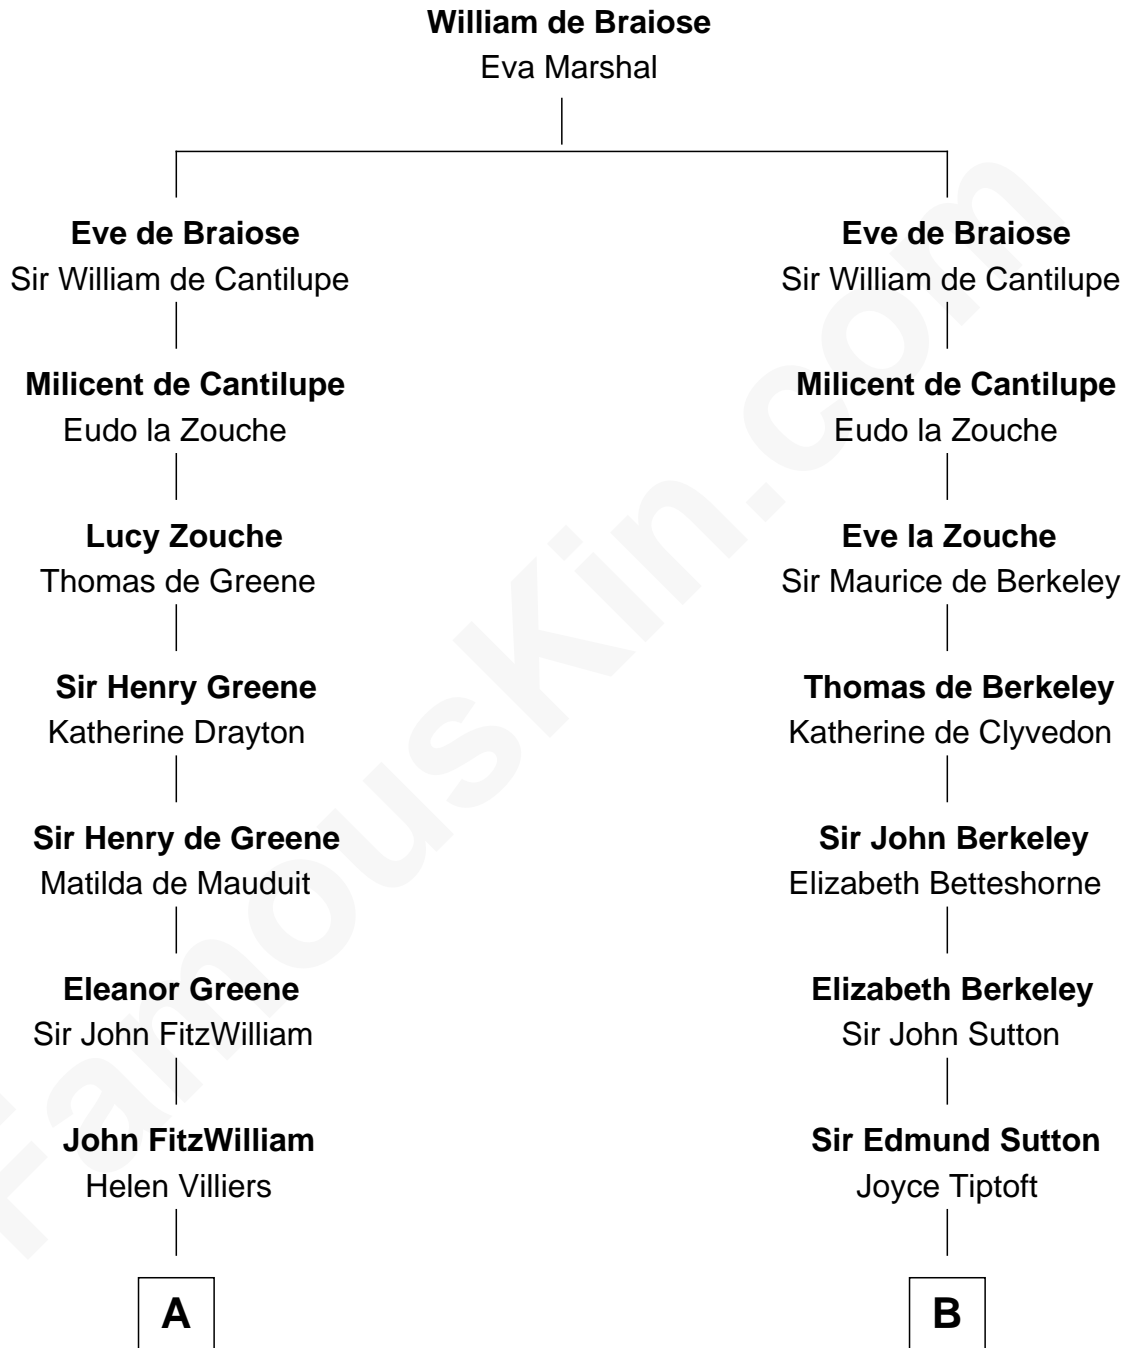 William de Braiose
Eva Marshal
Eve de Braiose
Sir William de Cantilupe
Milicent de Cantilupe
Eudo la Zouche
Lucy Zouche
Thomas de Greene
Sir Henry Greene
Katherine Drayton
Sir Henry de Greene
Matilda de Mauduit
Eleanor Greene
Sir John FitzWilliam
John FitzWilliam
Helen Villiers
A
Eve de Braiose
Sir William de Cantilupe
Milicent de Cantilupe
Eudo la Zouche
Eve la Zouche
Sir Maurice de Berkeley
Thomas de Berkeley
Katherine de Clyvedon
Sir John Berkeley
Elizabeth Betteshorne
Elizabeth Berkeley
Sir John Sutton
Sir Edmund Sutton
Joyce Tiptoft
B
FamousKin.com